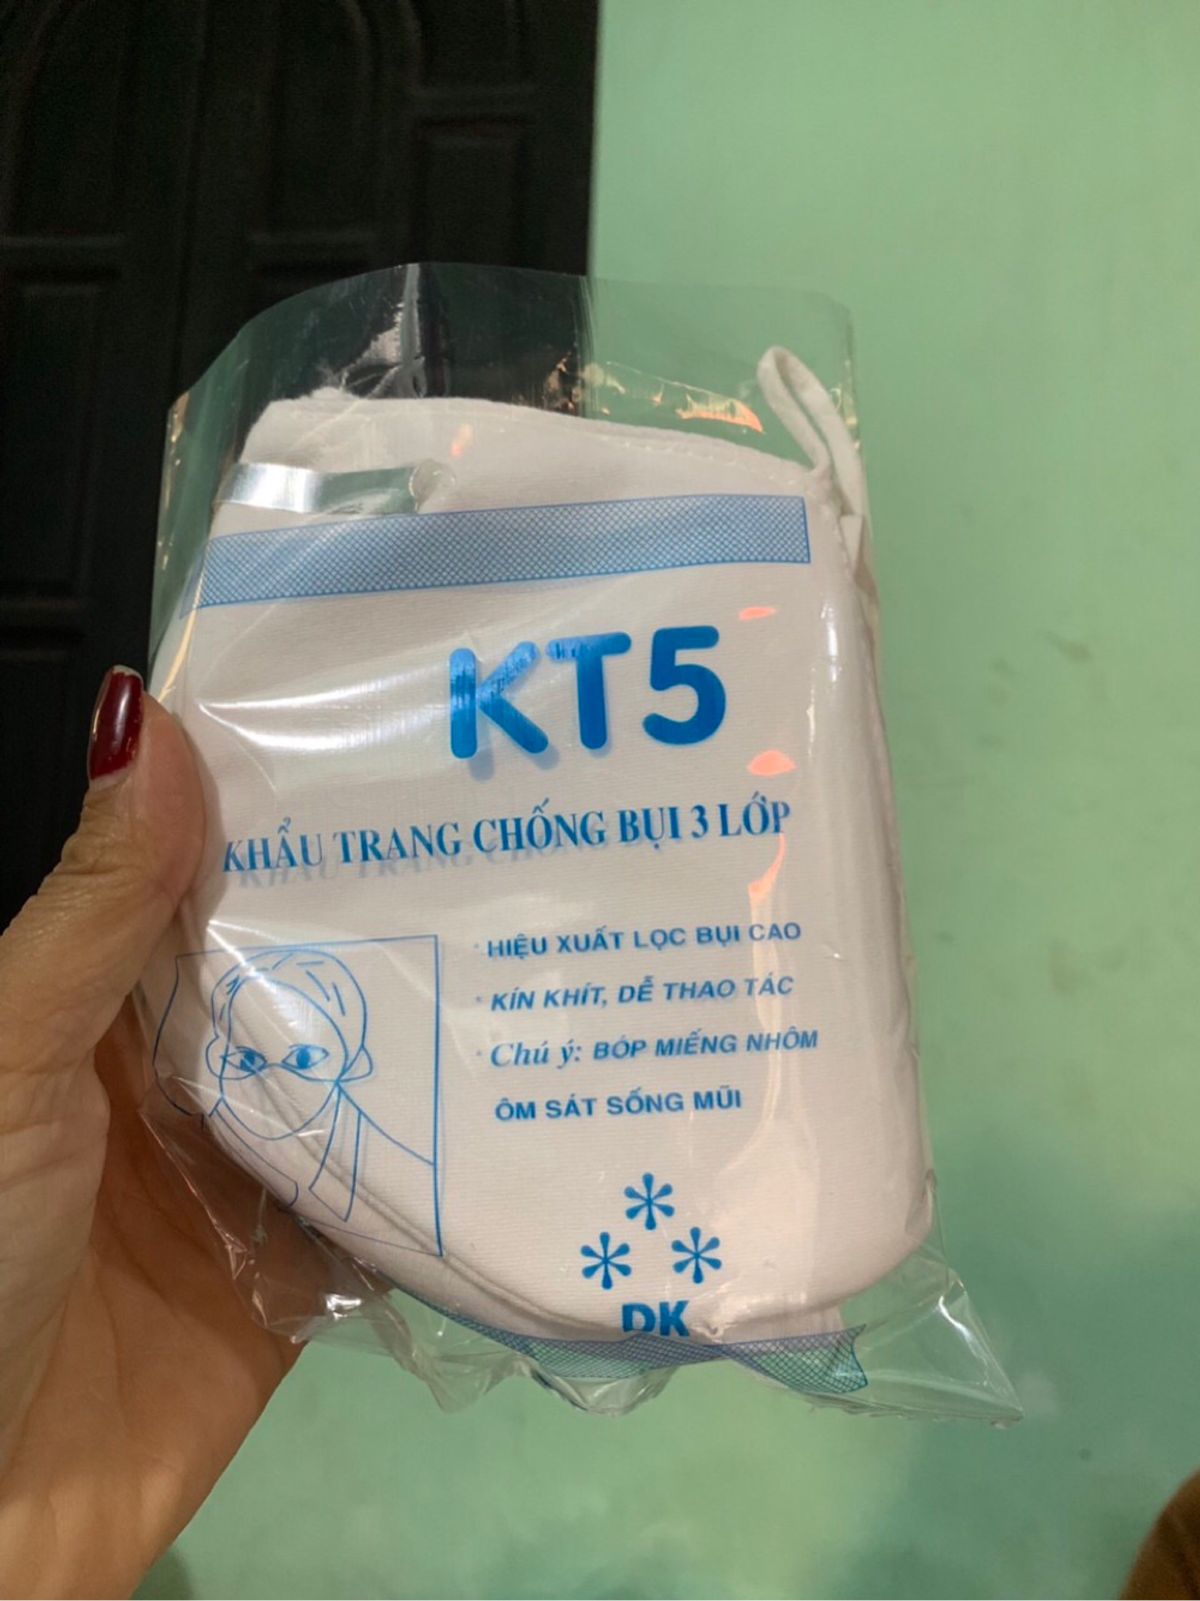 KT5
KHẨU TRANG CHỐNG BỤI 3 LỚP
· HIỆU XUẤT LỌC BỤI CAO
· KÍN KHÍT, DỄ THAO TÁC
· Chú ý: BÓP MIẾNG NHÔM
ÔM SÁT SỐNG MŨI
DK